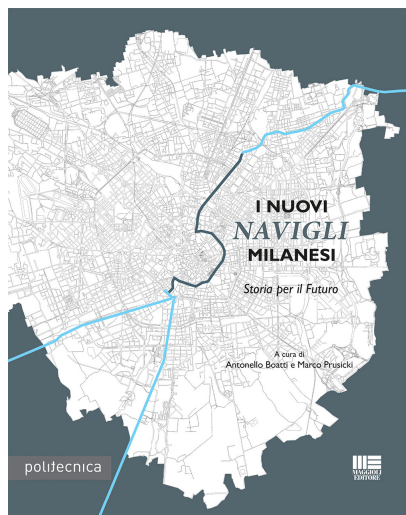 I NUOVI
NAVIGLI
MILANESI
Storia per il Futuro
A cura di
Antonello Boatti e Marco Prusicki
politecnica
MAGGIOLI
EDITORE